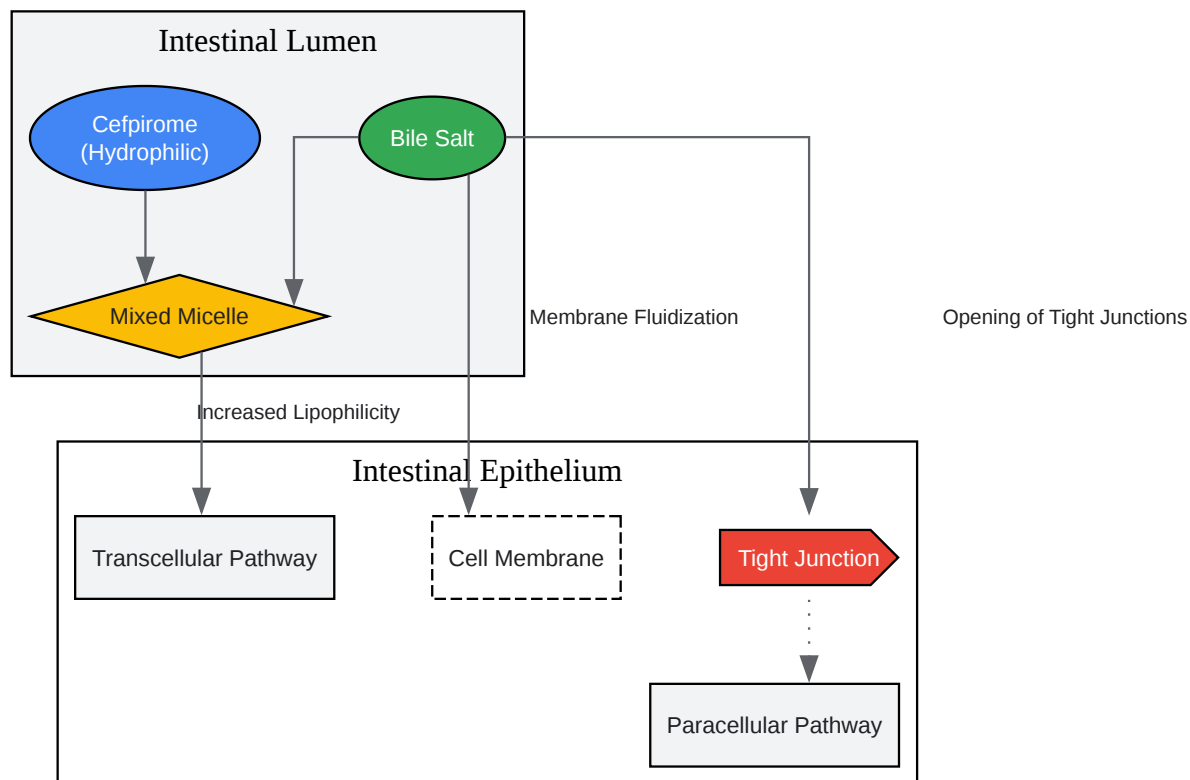 Intestinal Lumen
Cefpirome
(Hydrophilic)
Bile Salt
Mixed Micelle
Membrane Fluidization
Opening of Tight Junctions
Increased Lipophilicity
Intestinal Epithelium
Transcellular Pathway
Cell Membrane
Tight Junction
Paracellular Pathway